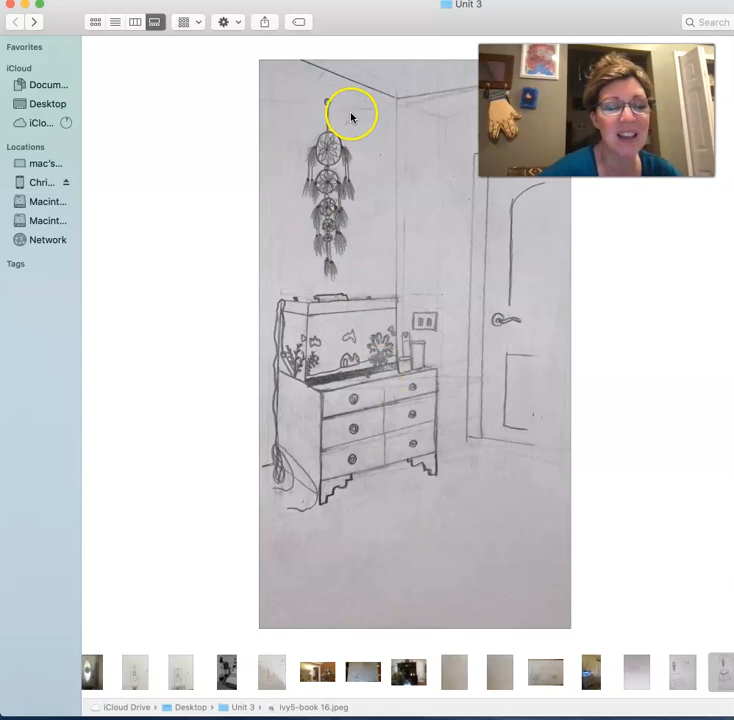 Unit 3
Search
Favorites
iCloud
Docum...
Desktop
iClo...
Locations
mac's...
Chri...
Macint...
Macint...
Network
Tags
iCloud Drive › Desktop › Unit 3 › ivy5-book 16.jpeg